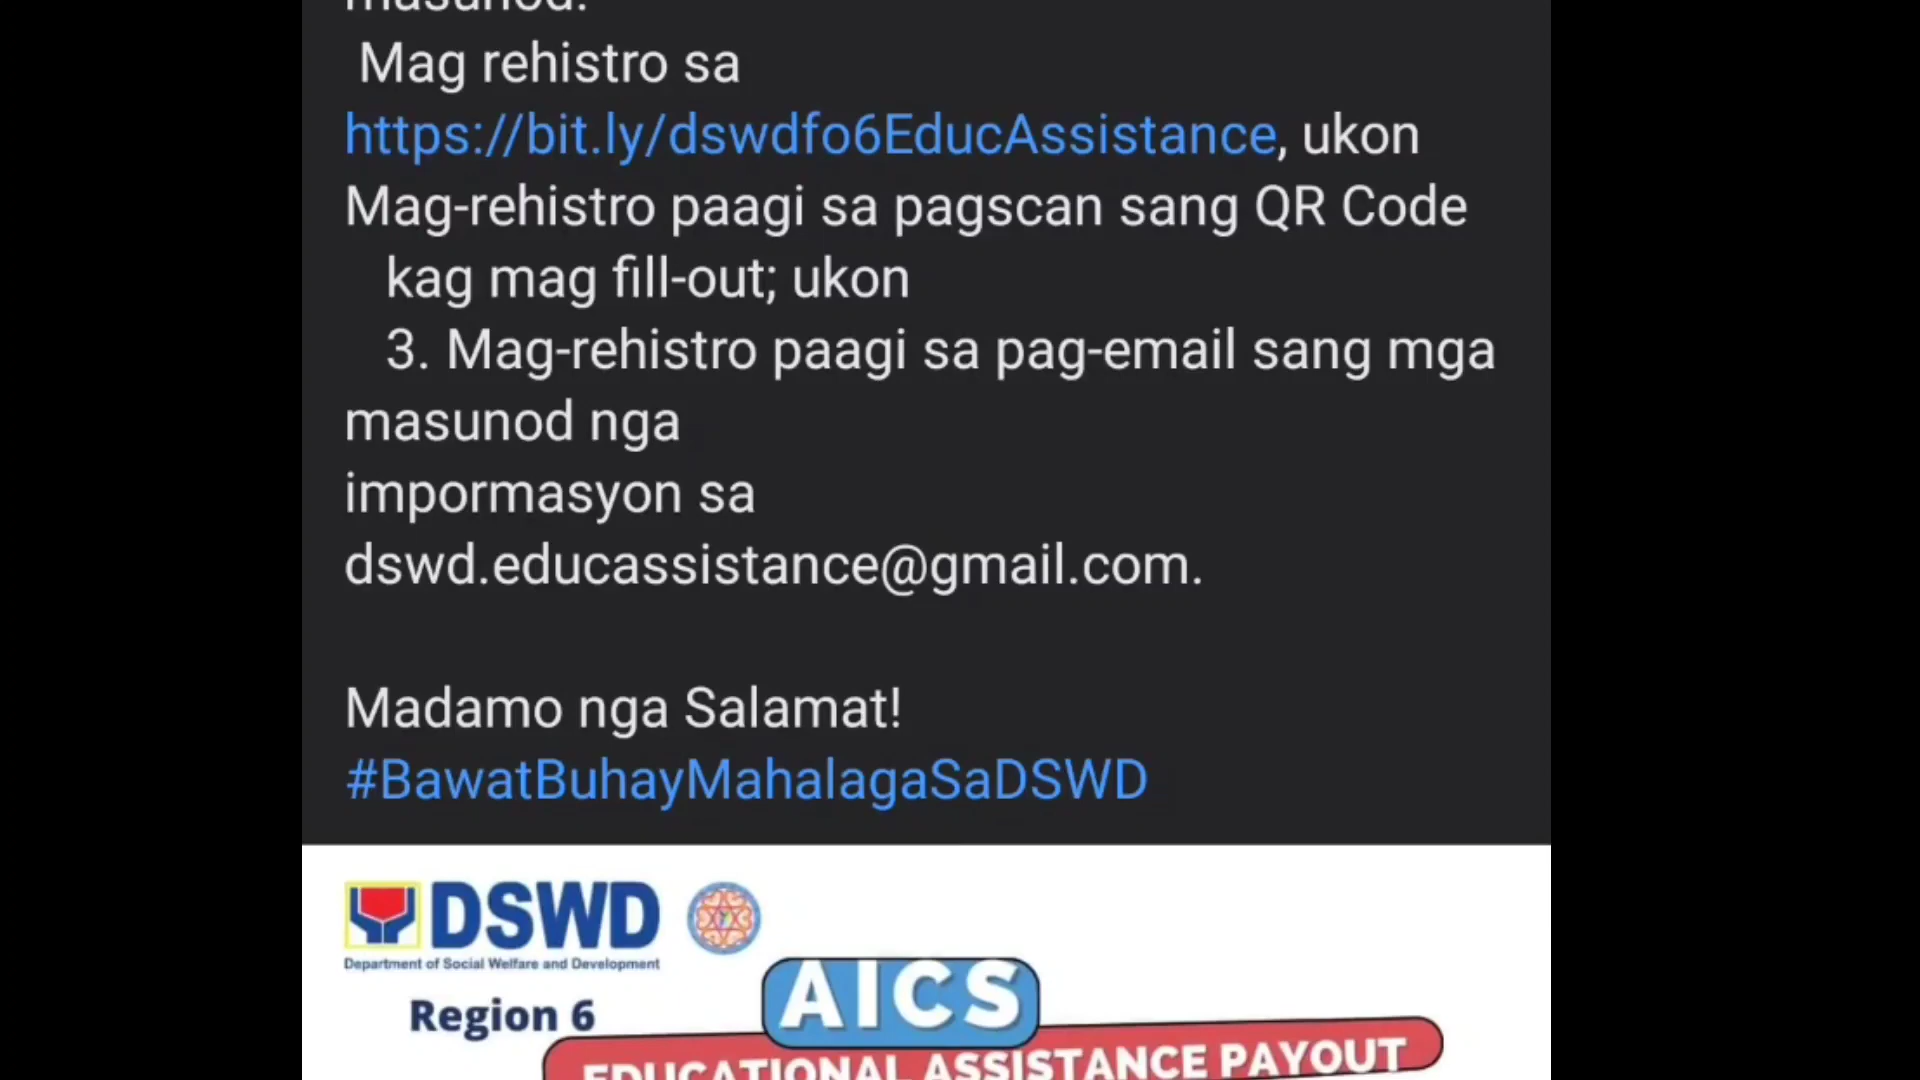 masunod:
Mag rehistro sa
https://bit.ly/dswdfo6EducAssistance, ukon
Mag-rehistro paagi sa pagscan sang QR Code
kag mag fill-out; ukon
3. Mag-rehistro paagi sa pag-email sang mga
masunod nga
impormasyon sa
dswd.educassistance@gmail.com.
Madamo nga Salamat!
#BawatBuhayMahalagaSaDSWD
DSWD
Department of Social Welfare and Development
Region 6
AICS
EDUCATIONAL ASSISTANCE PAYOUT